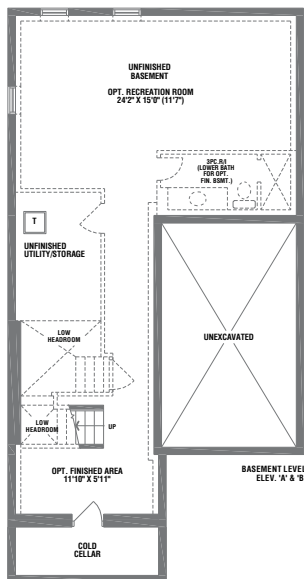 UNFINISHED
BASEMENT
OPT. RECREATION ROOM
24'2" X 15'0" (11'7")
3PC.R/I
(LOWER BATH
FOR OPT.
FIN. BSMT.)
T
UNFINISHED
UTILITY/STORAGE
LOW
HEADROOM
UNEXCAVATED
LOW
HEADROOM
UP
OPT. FINISHED AREA
11'10" X 5'11"
BASEMENT LEVEL
ELEV. 'A' & 'B
COLD
CELLAR